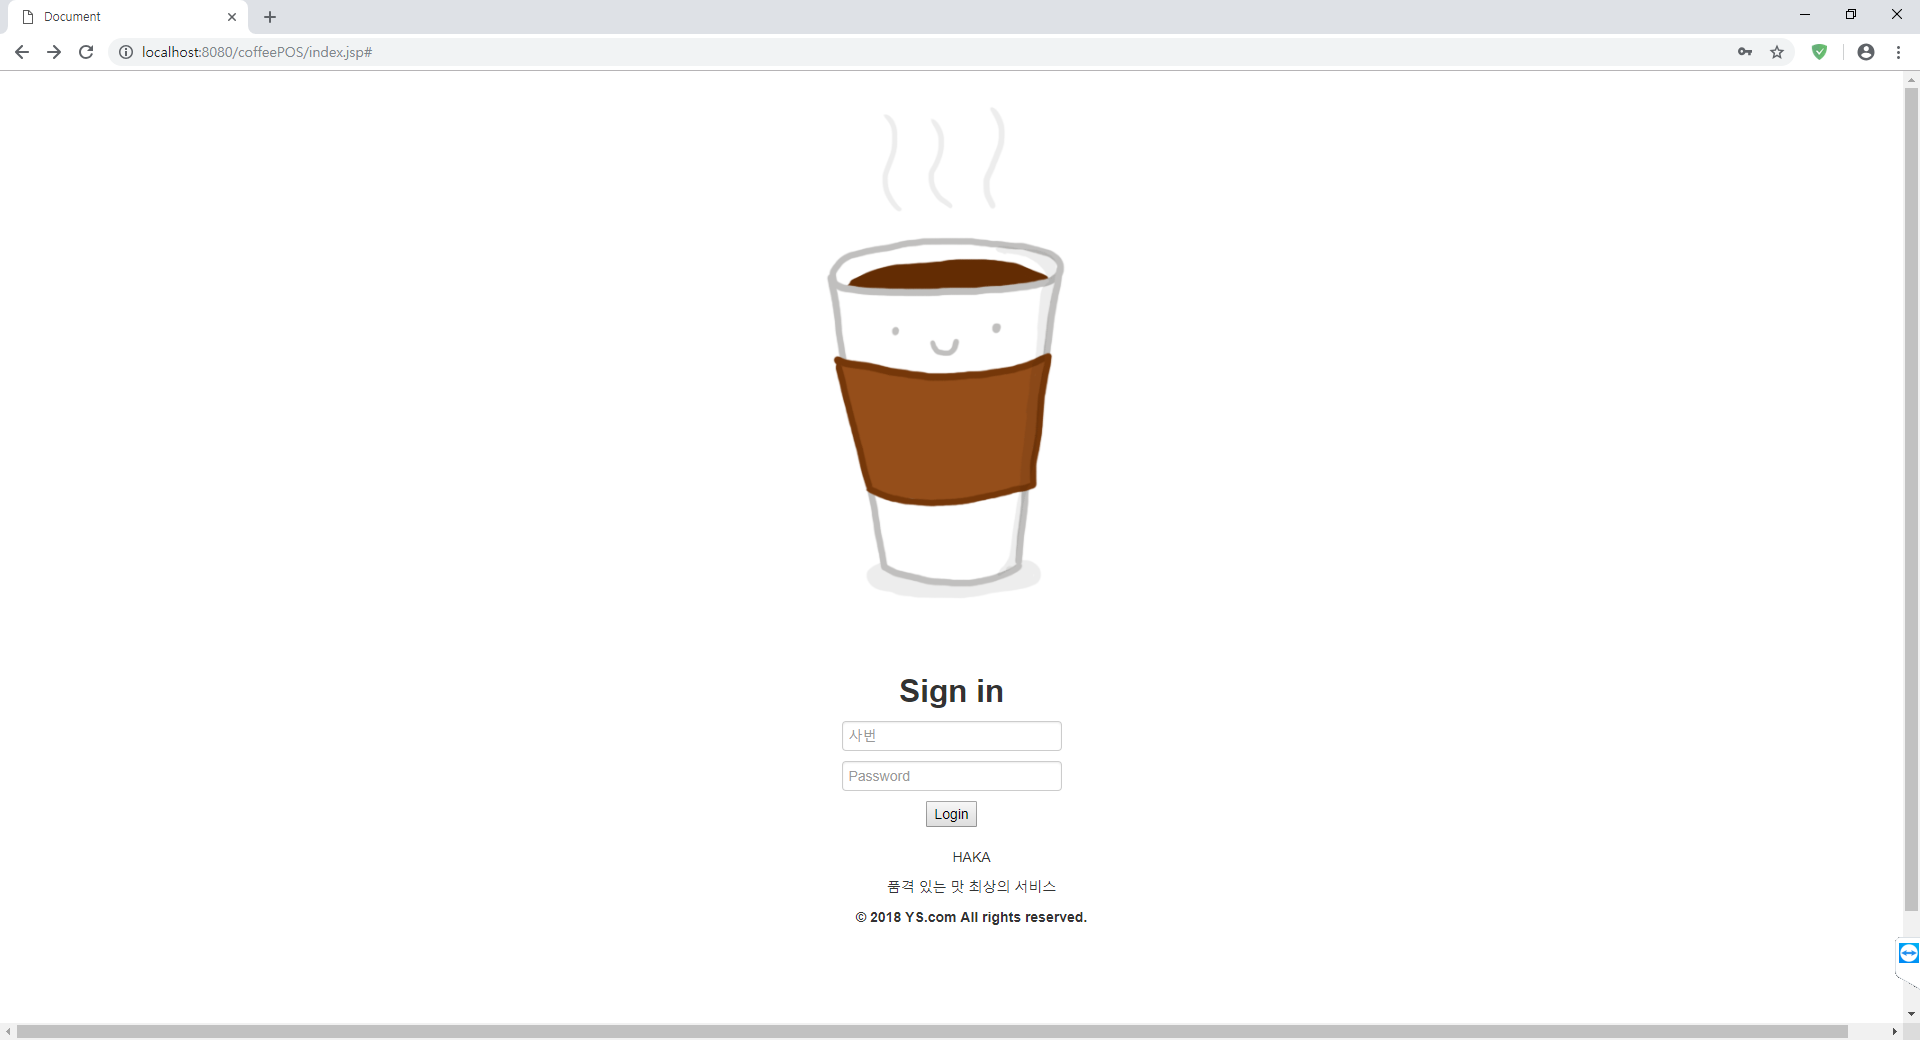 Document
localhost:8080/coffeePOS/index.jsp#
Sign in
사번
Password
Login
HAKA
품격 있는 맛 최상의 서비스
© 2018 YS.com All rights reserved.